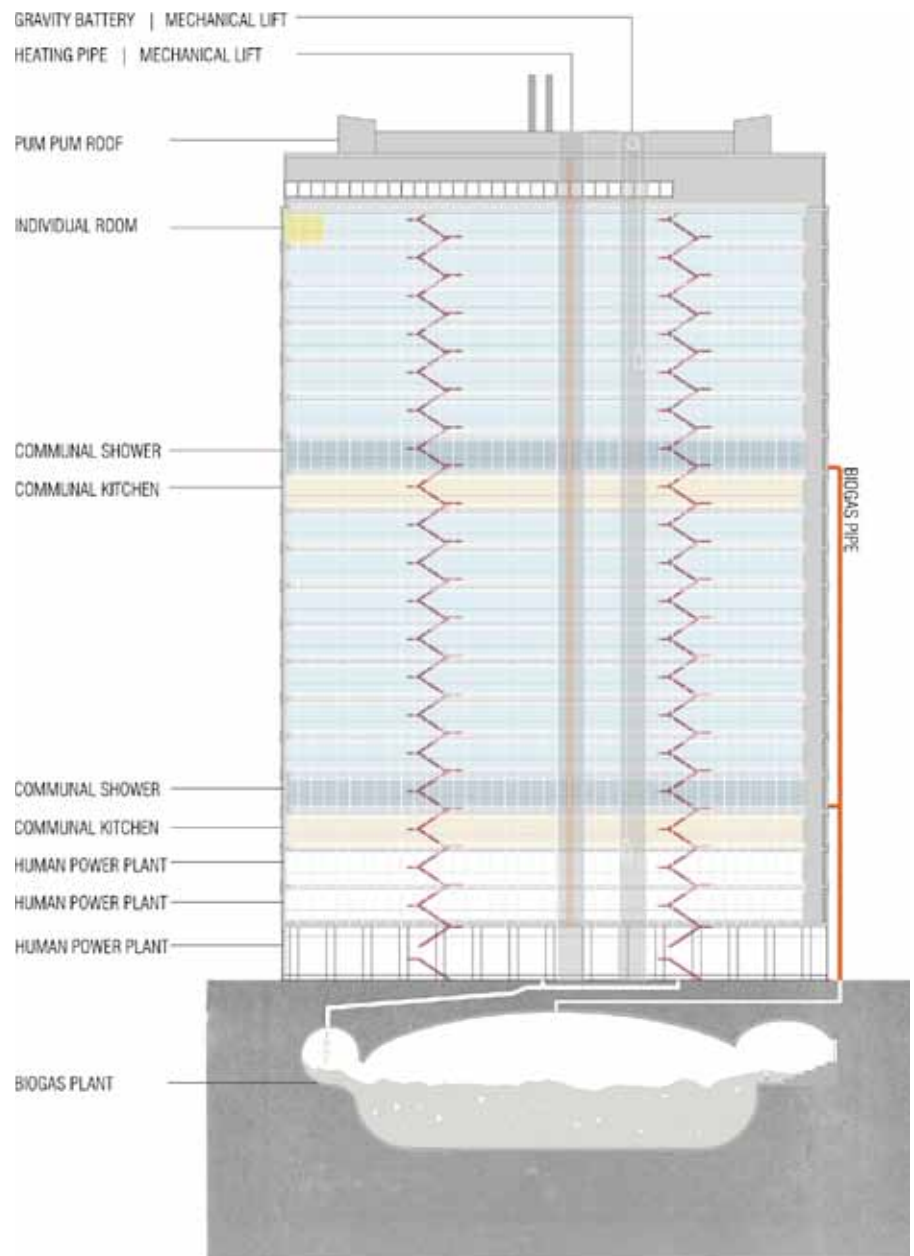 GRAVITY BATTERY | MECHANICAL LIFT
HEATING PIPE | MECHANICAL LIFT
PUM PUM ROOF
INDIVIDUAL ROOM
COMMUNAL SHOWER
COMMUNAL KITCHEN
BIOGAS PIPE
COMMUNAL SHOWER
COMMUNAL KITCHEN
HUMAN POWER PLANT
HUMAN POWER PLANT
HUMAN POWER PLANT
BIOGAS PLANT